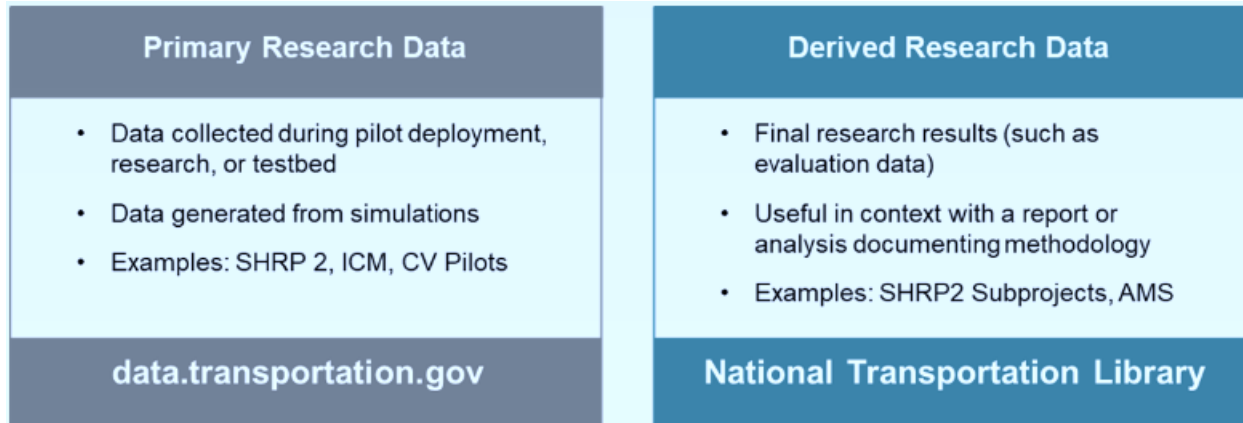 Primary Research Data
• Data collected during pilot deployment,
research, or testbed
• Data generated from simulations
• Examples: SHRP 2, ICM, CV Pilots
data.transportation.gov
Derived Research Data
• Final research results (such as
evaluation data)
• Useful in context with a report or
analysis documenting methodology
• Examples: SHRP2 Subprojects, AMS
National Transportation Library